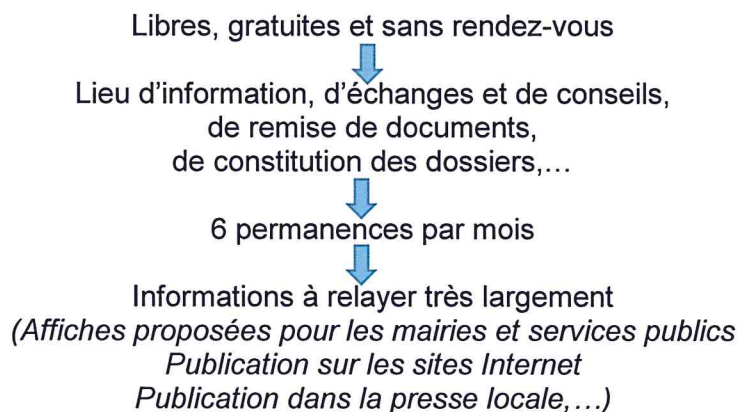 Libres, gratuites et sans rendez-vous
Lieu d'information, d'échanges et de conseils,
de remise de documents,
de constitution des dossiers,...
6 permanences par mois
Informations à relayer très largement
(Affiches proposées pour les mairies et services publics
Publication sur les sites Internet
Publication dans la presse locale,...)